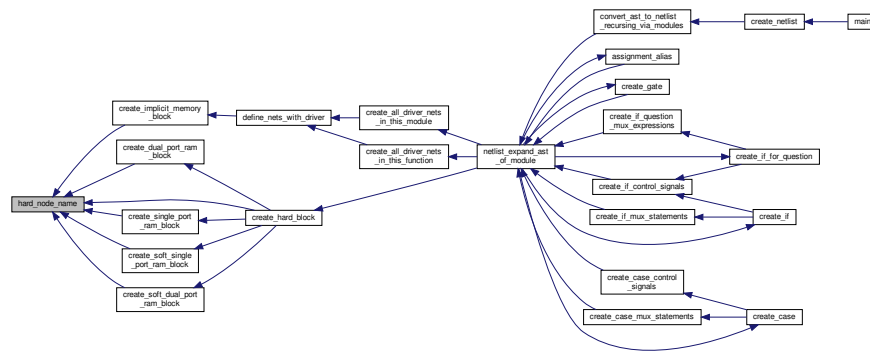 convert_ast_to_netlist
_recursing_via_modules
create_netlist
main
assignment_alias
create_gate
create_implicit_memory
_block
define_nets_with_driver
create_all_driver_nets
_in_this_module
create_if_question
_mux_expressions
create_dual_port_ram
_block
create_all_driver_nets
_in_this_function
netlist_expand_ast
_of_module
create_if_for_question
create_if_control_signals
hard_node_name
create_single_port
_ram_block
create_hard_block
create_if_mux_statements
create_if
create_soft_single
_port_ram_block
create_case_control
_signals
create_soft_dual_port
_ram_block
create_case_mux_statements
create_case